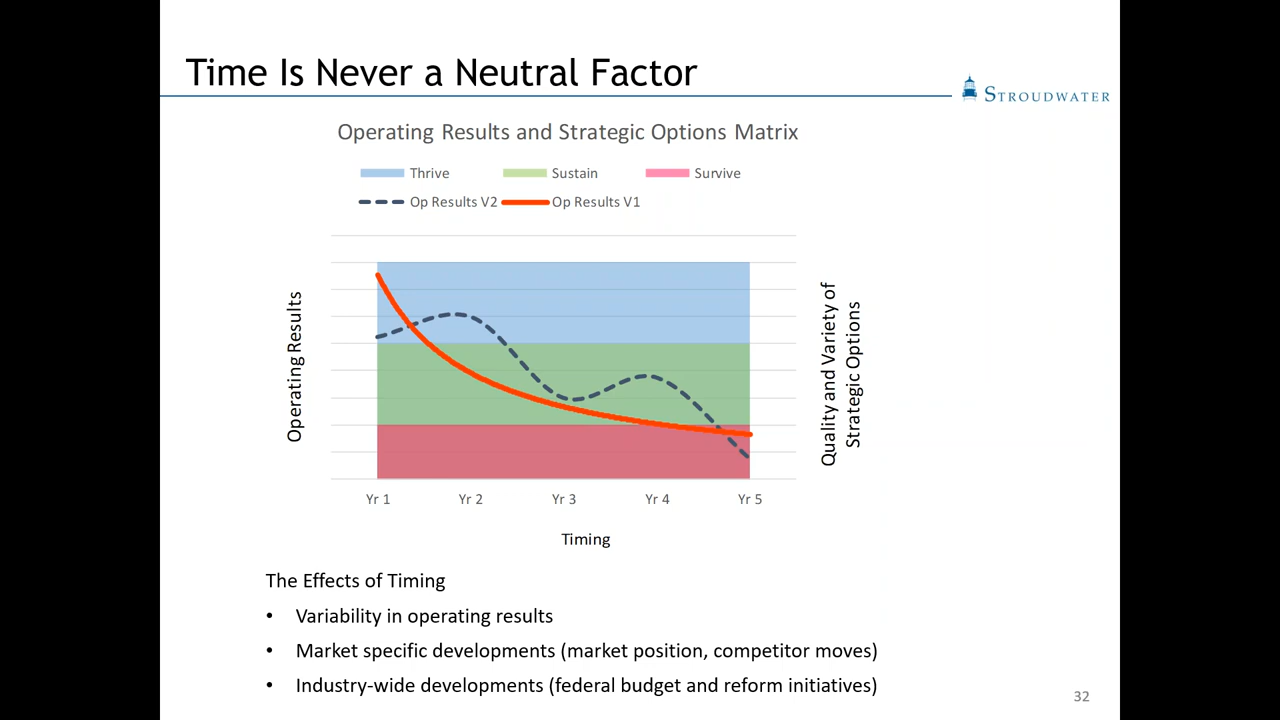 Time Is Never a Neutral Factor
STROUDWATER
Operating Results and Strategic Options Matrix
Thrive Sustain Survive
Op Results V2 Op Results V1
Operating Results
Quality and Variety of
Strategic Options
Yr 1 Yr 2 Yr 3 Yr 4 Yr 5
Timing
The Effects of Timing
• Variability in operating results
• Market specific developments (market position, competitor moves)
• Industry-wide developments (federal budget and reform initiatives)
32